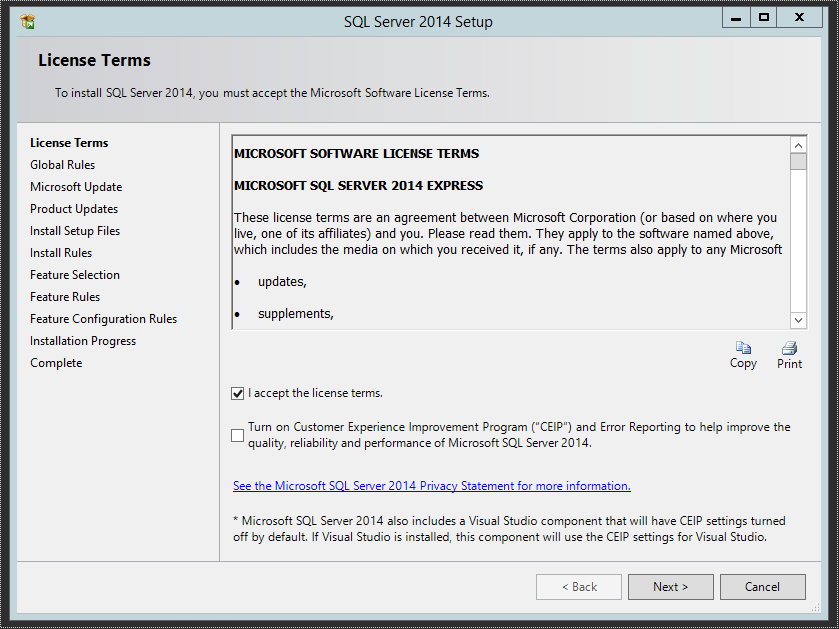 SQL Server 2014 Setup
License Terms
To install SQL Server 2014, you must accept the Microsoft Software License Terms.
License Terms
Global Rules
Microsoft Update
Product Updates
Install Setup Files
Install Rules
Feature Selection
Feature Rules
Feature Configuration Rules
Installation Progress
Complete
MICROSOFT SOFTWARE LICENSE TERMS
MICROSOFT SQL SERVER 2014 EXPRESS
These license terms are an agreement between Microsoft Corporation (or based on where you
live, one of its affiliates) and you. Please read them. They apply to the software named above,
which includes the media on which you received it, if any. The terms also apply to any Microsoft
• updates,
• supplements,
Copy
Print
I accept the license terms.
Turn on Customer Experience Improvement Program ("CEIP") and Error Reporting to help improve the
quality, reliability and performance of Microsoft SQL Server 2014.
See the Microsoft SQL Server 2014 Privacy Statement for more information.
* Microsoft SQL Server 2014 also includes a Visual Studio component that will have CEIP settings turned
off by default. If Visual Studio is installed, this component will use the CEIP settings for Visual Studio.
< Back
Next >
Cancel